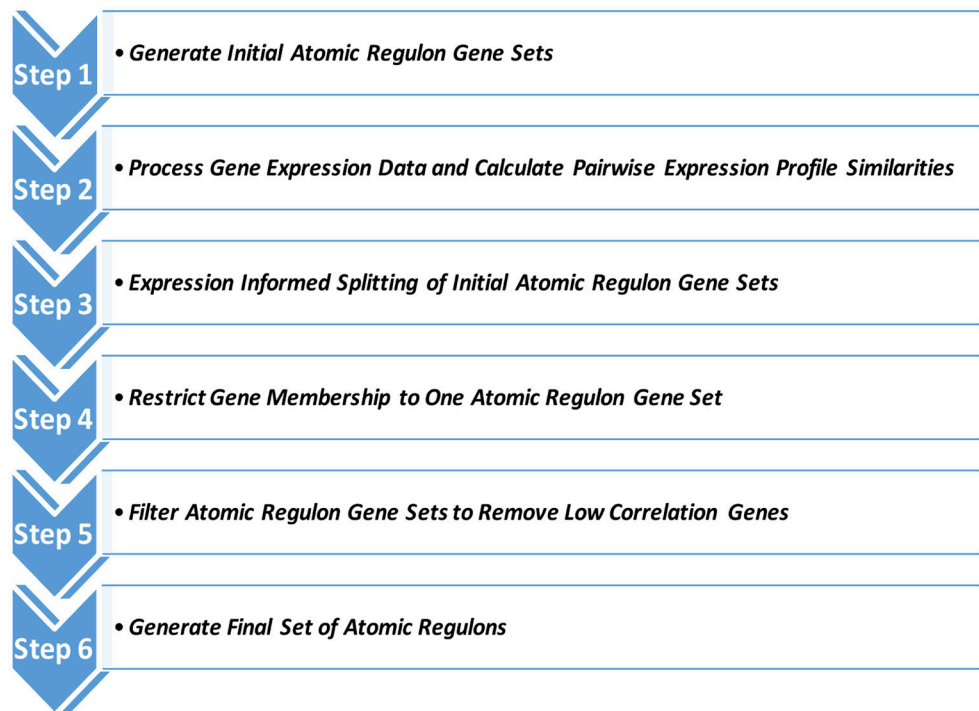 Step 1
• Generate Initial Atomic Regulon Gene Sets
Step 2
• Process Gene Expression Data and Calculate Pairwise Expression Profile Similarities
Step 3
• Expression Informed Splitting of Initial Atomic Regulon Gene Sets
Step 4
• Restrict Gene Membership to One Atomic Regulon Gene Set
Step 5
• Filter Atomic Regulon Gene Sets to Remove Low Correlation Genes
Step 6
• Generate Final Set of Atomic Regulons